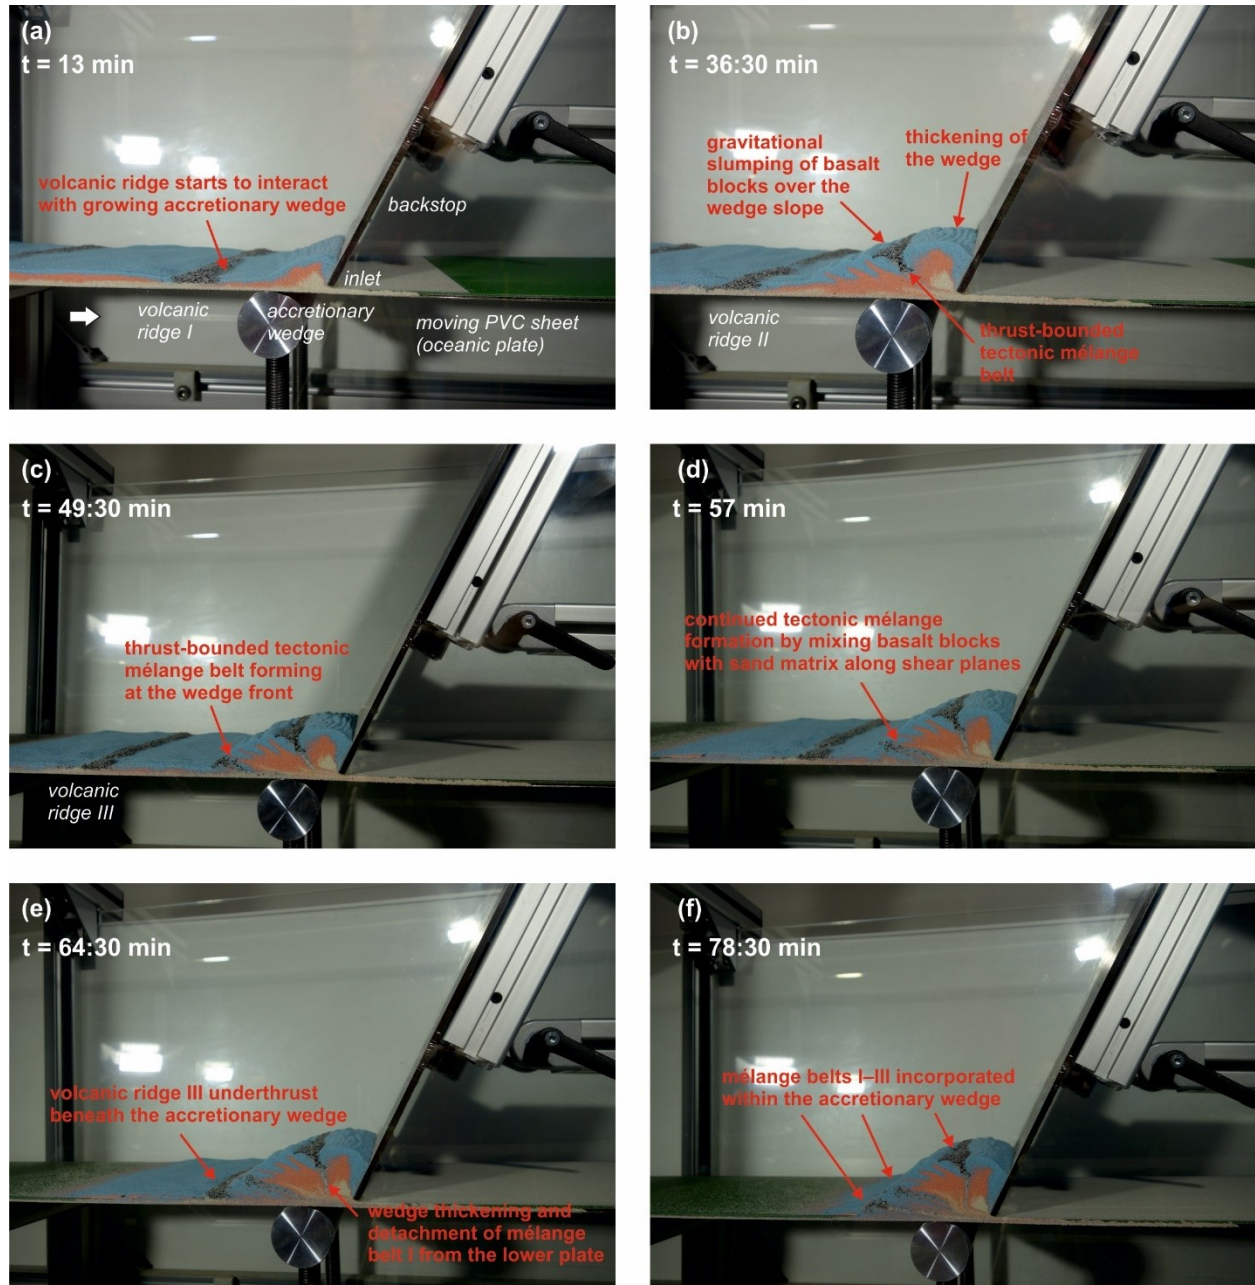 (a)
t = 13 min
volcanic ridge starts to interact
with growing accretionary wedge
backstop
inlet
volcanic
ridge I
accretionary
wedge
moving PVC sheet
(oceanic plate)
(b)
t = 36:30 min
gravitational
slumping of basalt
blocks over the
wedge slope
thickening of
the wedge
volcanic
ridge II
thrust-bounded
tectonic mélange
belt
(c)
t = 49:30 min
thrust-bounded tectonic
mélange belt forming
at the wedge front
volcanic
ridge III
(d)
t = 57 min
continued tectonic mélange
formation by mixing basalt blocks
with sand matrix along shear planes
(e)
t = 64:30 min
volcanic ridge III underthrust
beneath the accretionary wedge
wedge thickening and
detachment of mélange
belt I from the lower plate
(f)
t = 78:30 min
mélange belts I–III incorporated
within the accretionary wedge